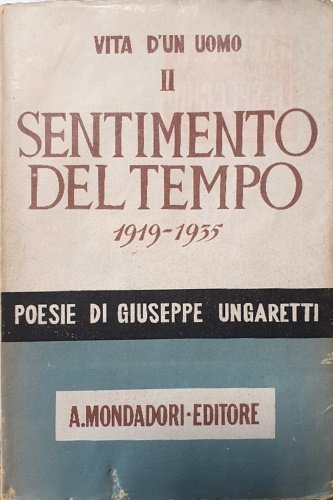 VITA D'UN UOMO
II
SENTIMENTO
DEL TEMPO
1919-1935
POESIE DI GIUSEPPE UNGARETTI
A. MONDADORI · EDITORE